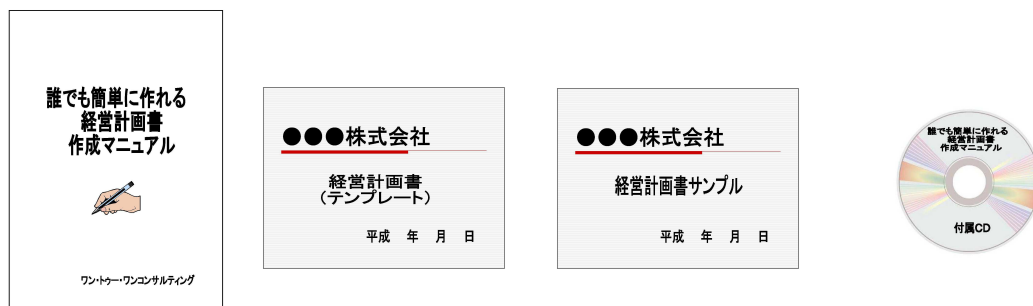 誰でも簡単に作れる
経営計画書
作成マニュアル
ワン・トゥー・ワンコンサルティング
●●●株式会社
経営計画書
(テンプレート)
平成 年 月 日
●●●株式会社
経営計画書サンプル
平成 年 月 日
誰でも簡単に作れる
経営計画書
作成マニュアル
付属CD